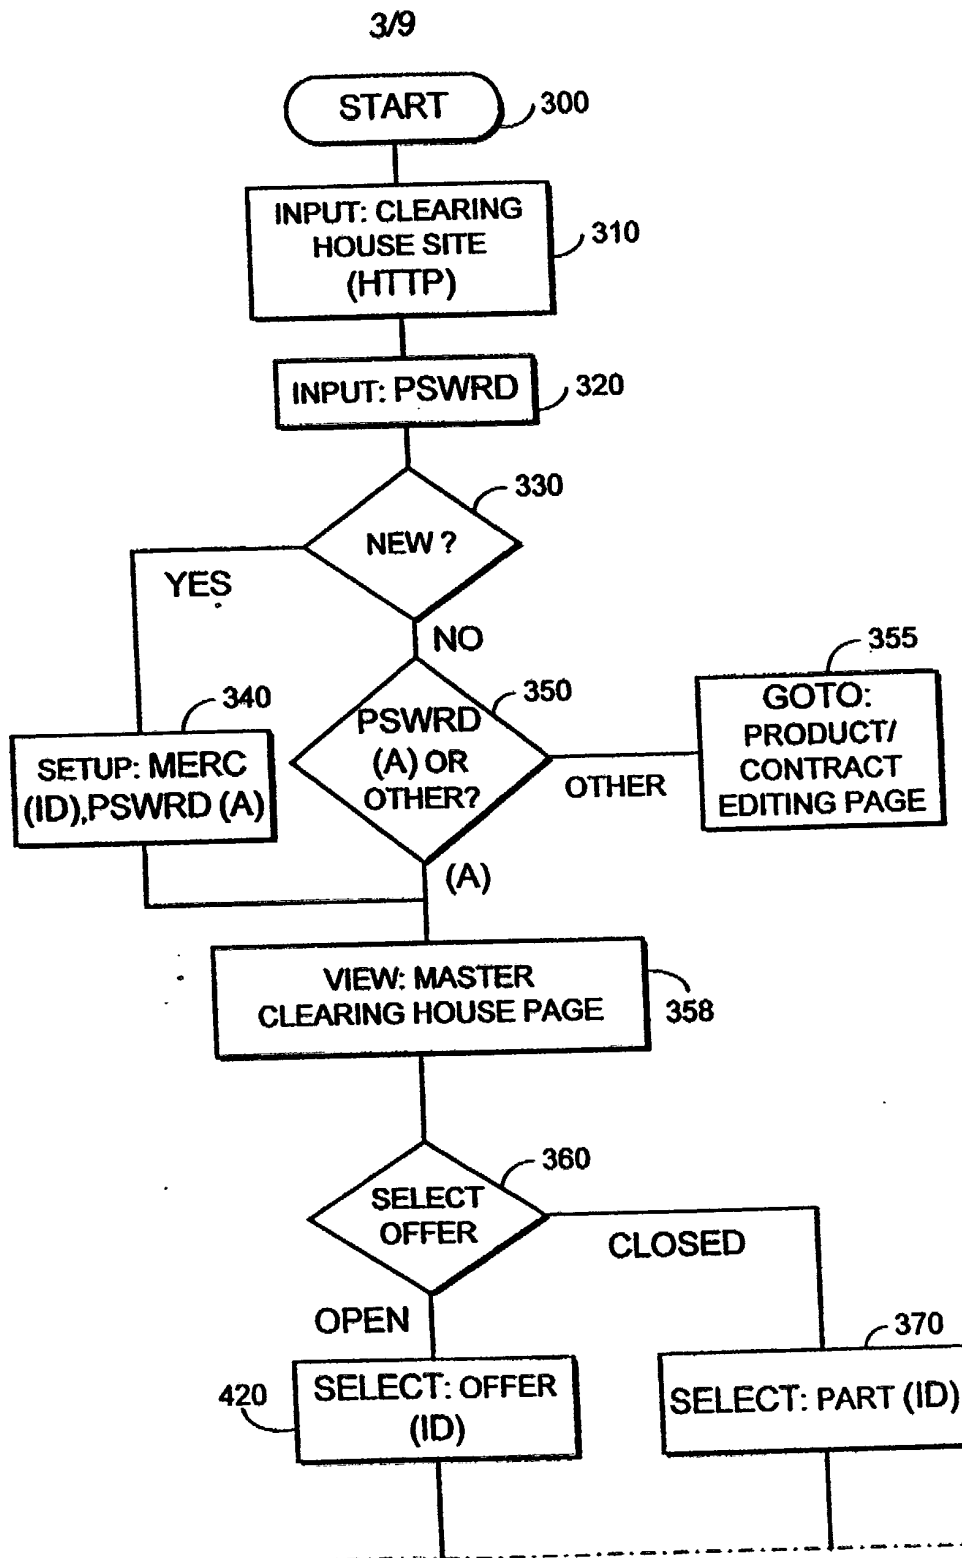 3/9
START
300
INPUT: CLEARING
HOUSE SITE
(HTTP)
310
INPUT: PSWRD
320
330
NEW ?
YES
NO
340
SETUP: MERC
(ID),PSWRD (A)
350
PSWRD
(A) OR
OTHER?
OTHER
355
GOTO:
PRODUCT/
CONTRACT
EDITING PAGE
(A)
VIEW: MASTER
CLEARING HOUSE PAGE
358
360
SELECT
OFFER
CLOSED
OPEN
370
420
SELECT: OFFER
(ID)
SELECT: PART (ID)